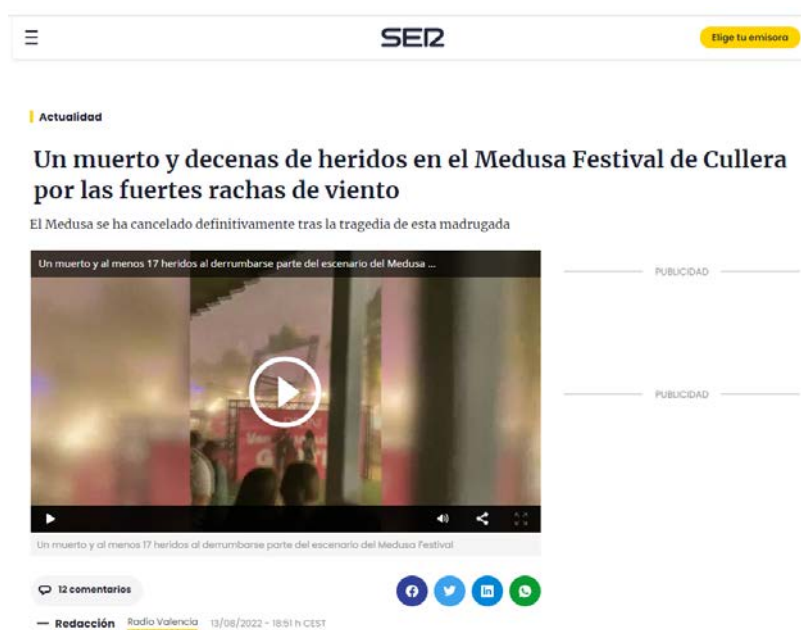 SER
Elige tu emisora
Actualidad
Un muerto y decenas de heridos en el Medusa Festival de Cullera
por las fuertes rachas de viento
El Medusa se ha cancelado definitivamente tras la tragedia de esta madrugada
Un muerto y al menos 17 heridos al derrumbarse parte del escenario del Medusa ...
PUBLICIDAD
PUBLICIDAD
Un muerto y al menos 17 heridos al derrumbarse parte del escenario del Medusa Festival
12 comentarios
in
— Redacción Radio Valencia 13/08/2022 - 18:51 h CEST